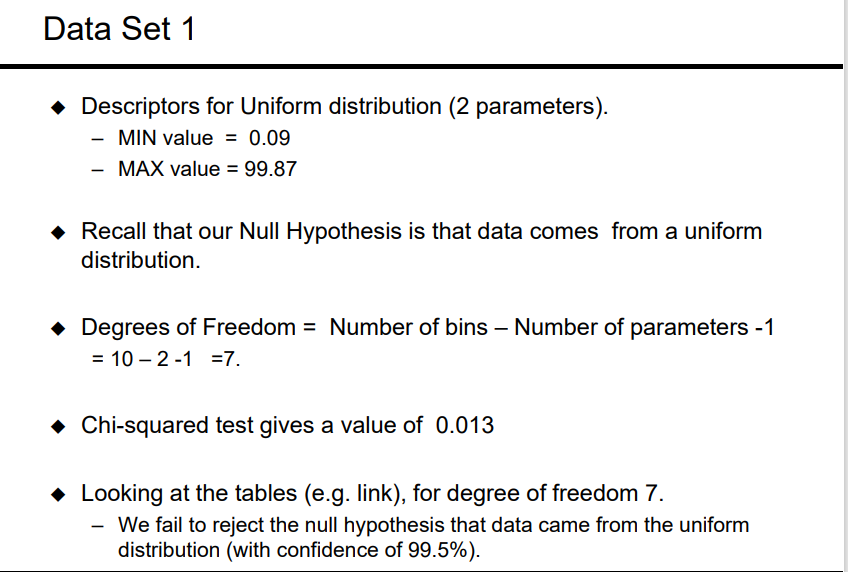 Data Set 1
◆ Descriptors for Uniform distribution (2 parameters).
– MIN value = 0.09
– MAX value = 99.87
◆ Recall that our Null Hypothesis is that data comes from a uniform
distribution.
◆ Degrees of Freedom = Number of bins – Number of parameters -1
= 10 – 2 -1 =7.
◆ Chi-squared test gives a value of 0.013
◆ Looking at the tables (e.g. link), for degree of freedom 7.
– We fail to reject the null hypothesis that data came from the uniform
distribution (with confidence of 99.5%).